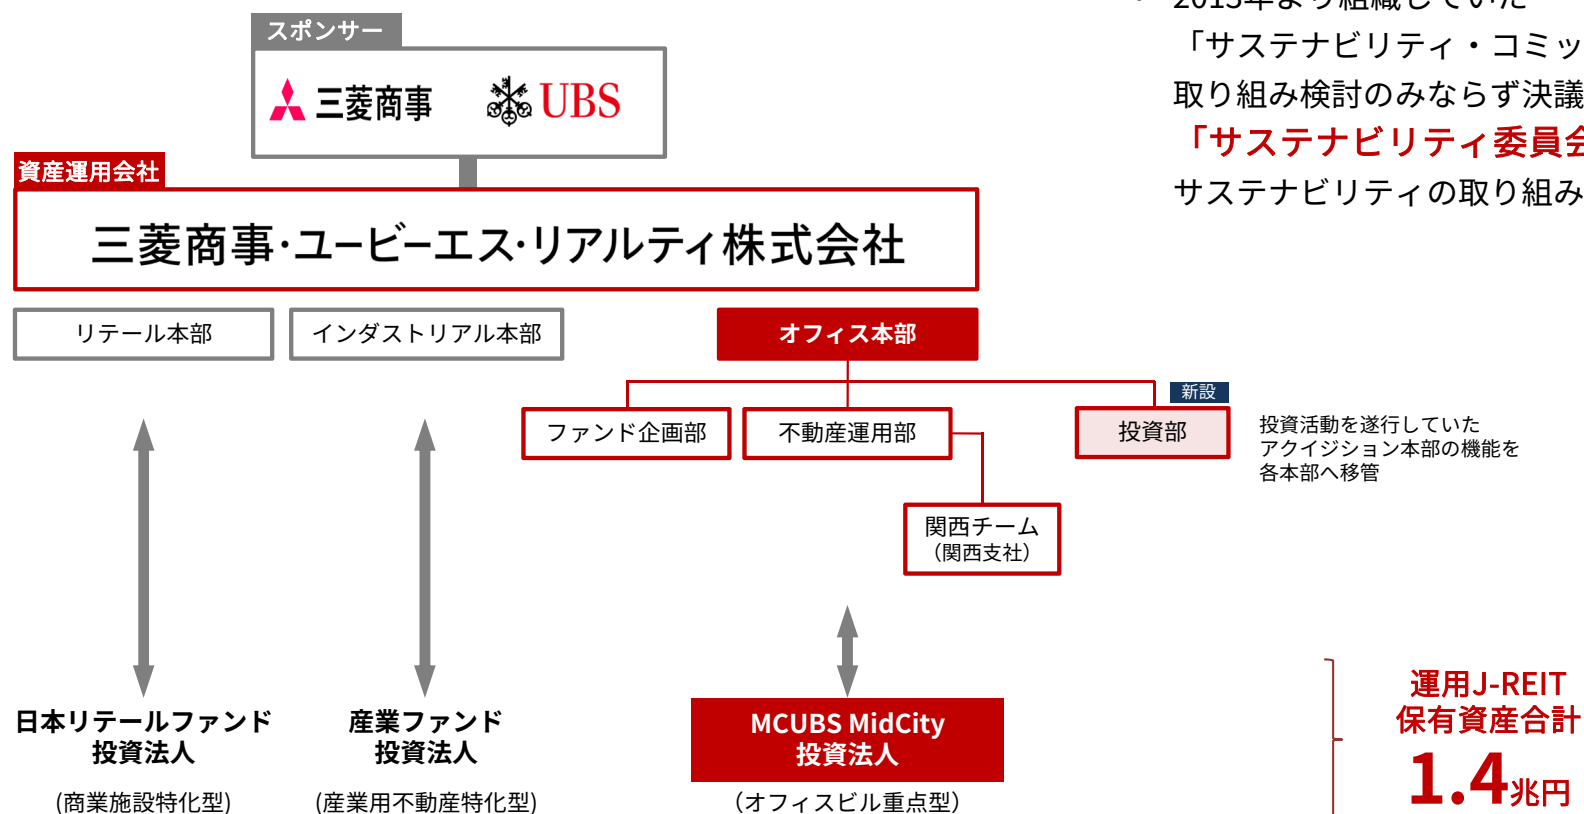 スポンサー
三菱商事
UBS
資産運用会社
三菱商事・ユービーエス・リアルティ株式会社
リテール本部
インダストリアル本部
オフィス本部
ファンド企画部
不動産運用部
新設
投資部
投資活動を遂行していた
アクイジション本部の機能を
各本部へ移管
関西チーム
（関西支社）
日本リテールファンド
投資法人
(商業施設特化型)
産業ファンド
投資法人
(産業用不動産特化型)
MCUBS MidCity
投資法人
（オフィスビル重点型）
運用J-REIT
保有資産合計
1.4兆円
年より組織していた
「サステナビリティ・コミッ
取り組み検討のみならず決議
「サステナビリティ委員会
サステナビリティの取り組み